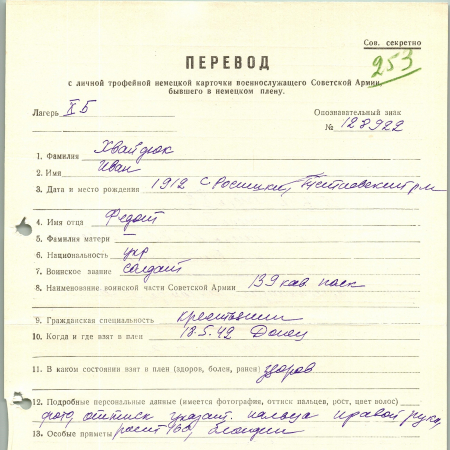 Сов. секретно
253
ПЕРЕВОД
с личной трофейной немецкой карточки военнослужащего Советской Армии,
бывшего в немецком плену.
Лагерь X Б
Опознавательный знак
№ 128922
1. Фамилия Хвайдюк
2. Имя Иван
3. Дата и место рождения 1912 с.
4. Имя отца Федот
5. Фамилия матери —
6. Национальность укр
7. Воинское звание солдат
8. Наименование воинской части Советской Армии 139 кав. полк
9. Гражданская специальность крестьянин
10. Когда и где взят в плен 18.5.42 Донец
11. В каком состоянии взят в плен (здоров, болен, ранен) здоров
12. Подробные персональные данные (имеется фотография, оттиск пальцев, рост, цвет волос)
фото, оттиск указат. пальца правой руки,
13. Особые приметы рост 160, блондин